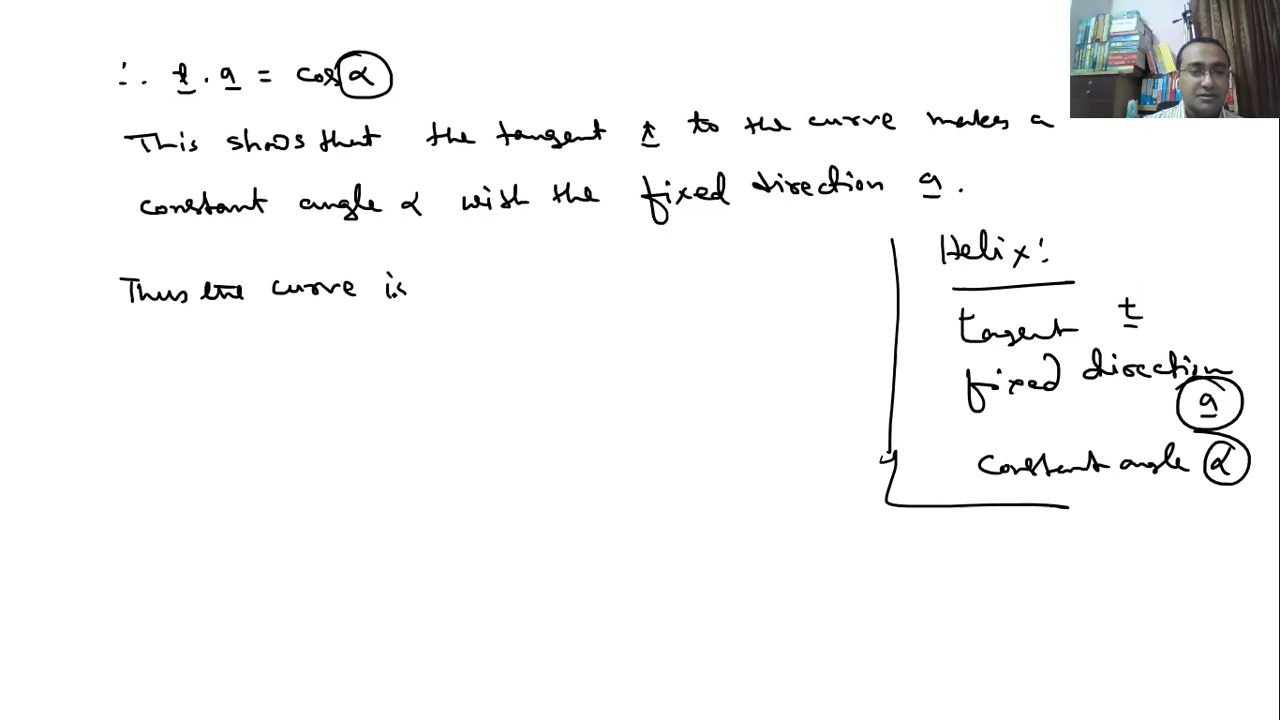 ∴ t . a = cos α
This shows that the tangent t to the curve makes a
constant angle α with the fixed direction a.
Thus the curve is
Helix:
tangent t
fixed direction
a
constant angle α